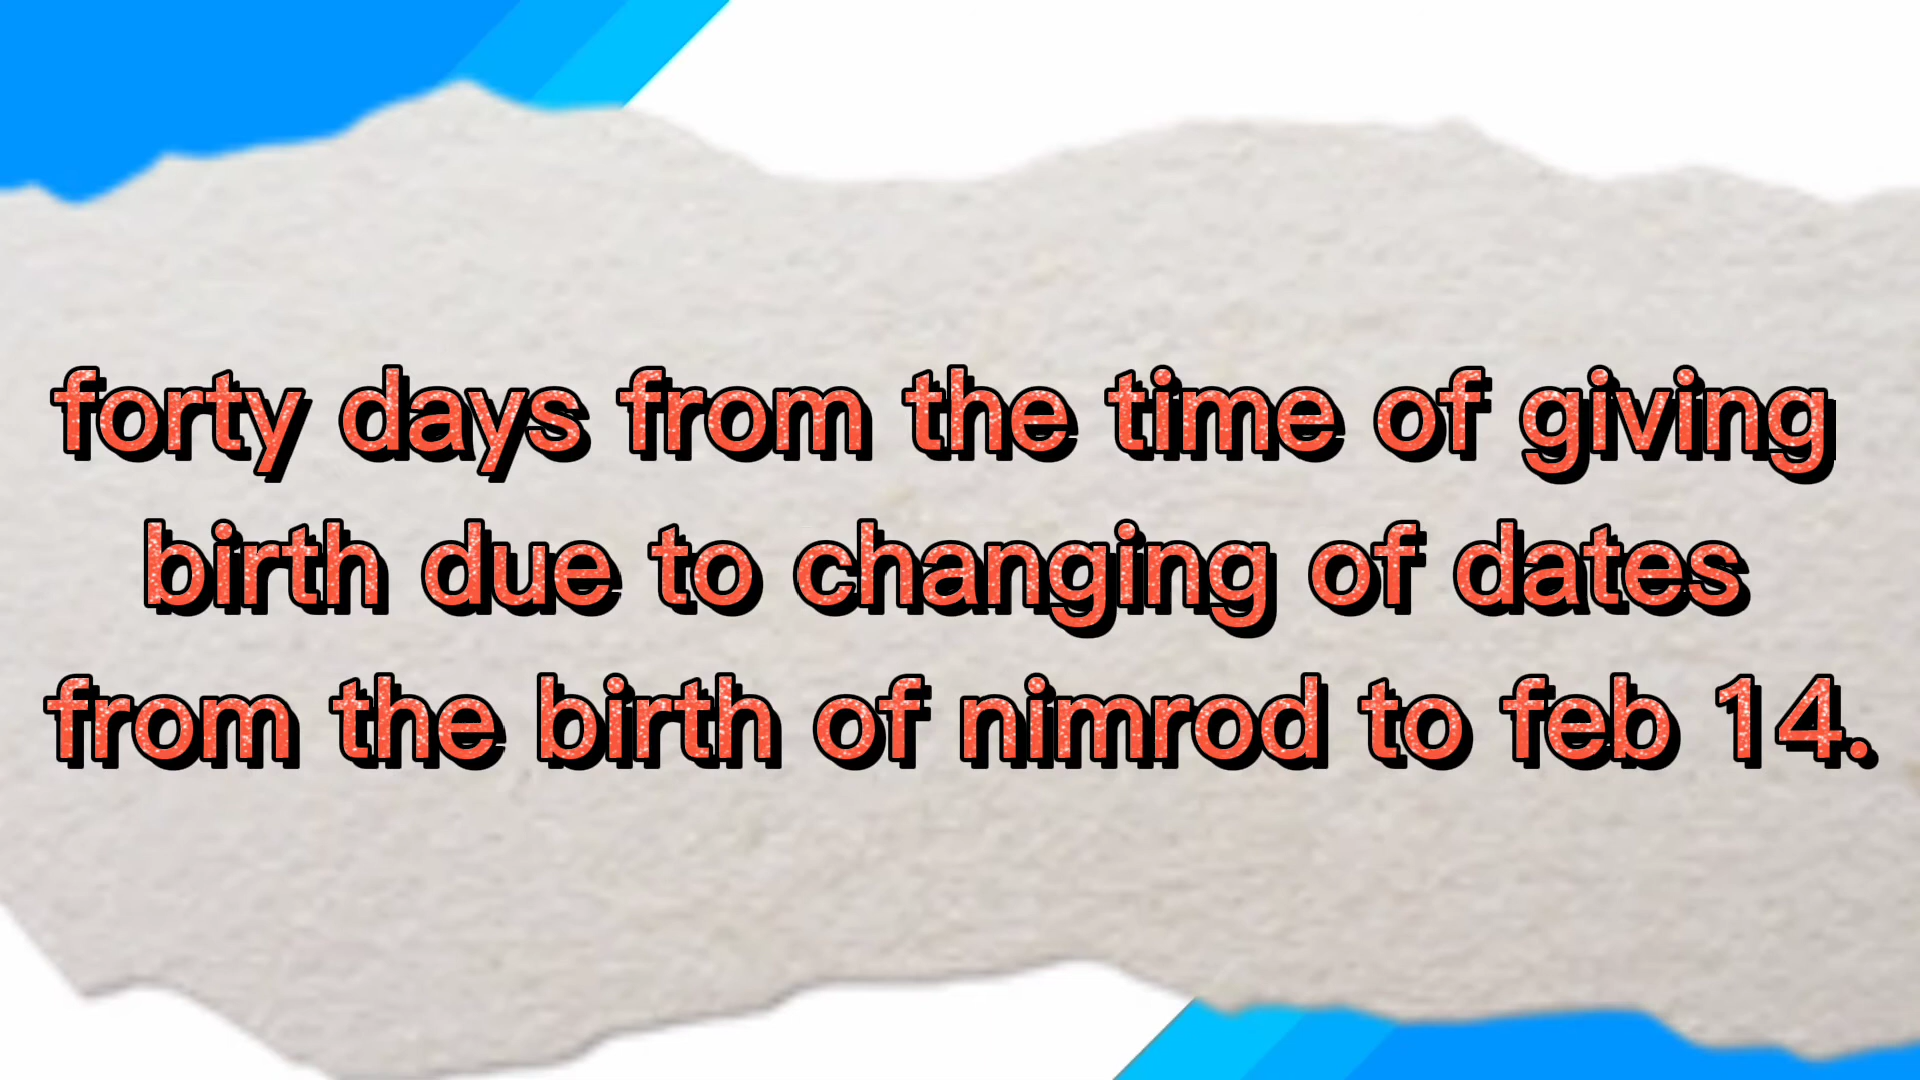 forty days from the time of giving
birth due to changing of dates
from the birth of nimrod to feb 14.